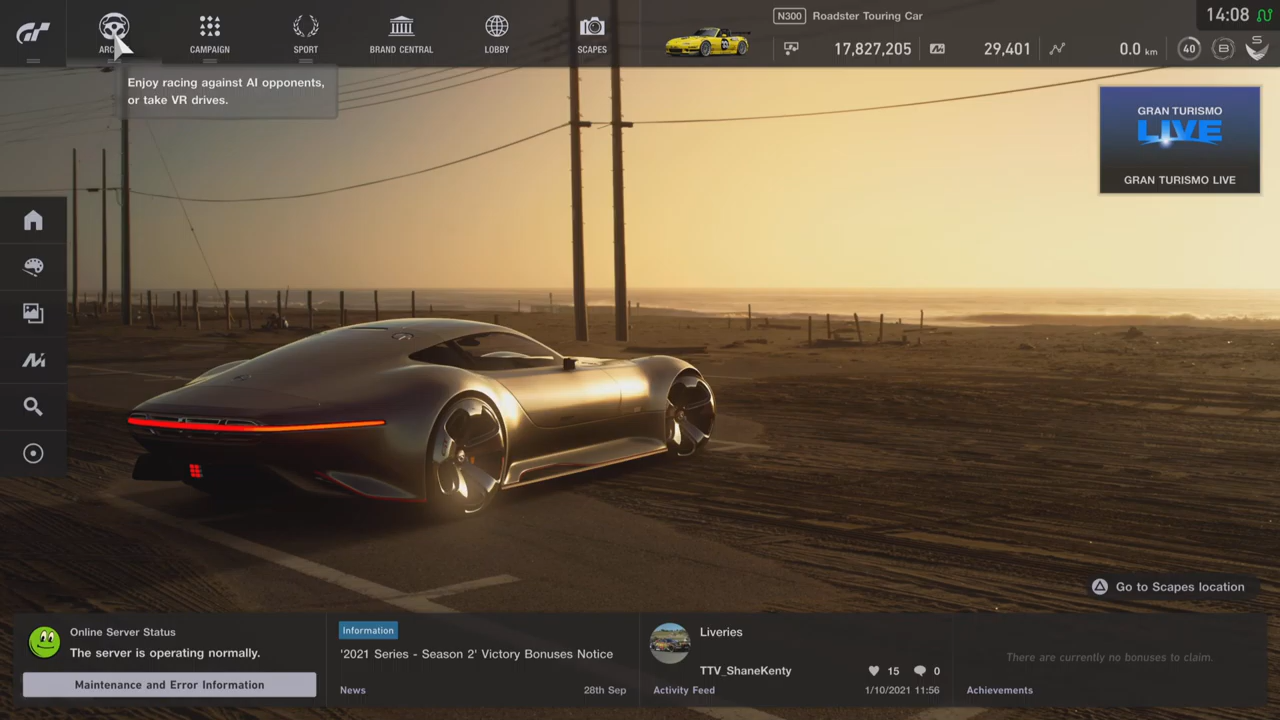 CAMPAIGN
SPORT
BRAND CENTRAL
LOBBY
SCAPES
N300 Roadster Touring Car
17,827,205
29,401
0.0 km
40
B
S
14:08
Enjoy racing against AI opponents,
or take VR drives.
GRAN TURISMO
LIVE
GRAN TURISMO LIVE
Go to Scapes location
Online Server Status
The server is operating normally.
Maintenance and Error Information
Information
'2021 Series - Season 2' Victory Bonuses Notice
News
28th Sep
Liveries
TTV_ShaneKenty
15
0
Activity Feed
1/10/2021 11:56
There are currently no bonuses to claim.
Achievements